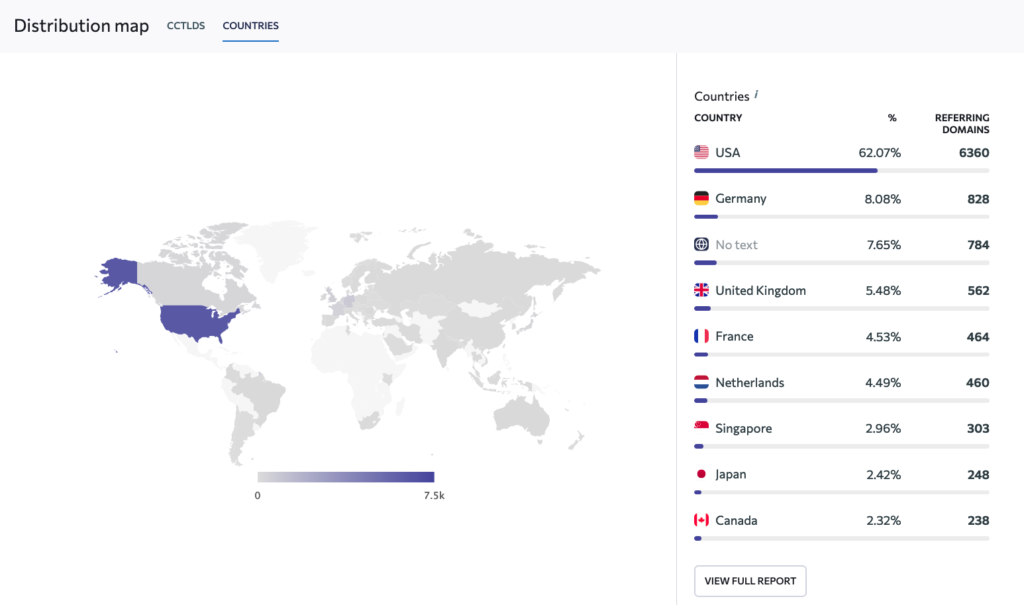 Distribution map CCTLDS COUNTRIES
Countries i
COUNTRY % REFERRING
DOMAINS
USA 62.07% 6360
Germany 8.08% 828
No text 7.65% 784
United Kingdom 5.48% 562
France 4.53% 464
Netherlands 4.49% 460
Singapore 2.96% 303
Japan 2.42% 248
Canada 2.32% 238
0 7.5k
VIEW FULL REPORT